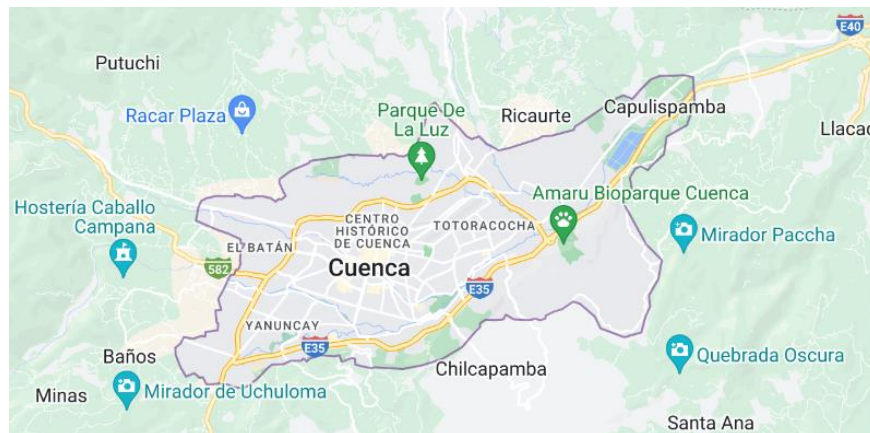 E40
Putuchi
Racar Plaza
Parque De
La Luz
Ricaurte
Capulispamba
Llacao
Amaru Bioparque Cuenca
Hostería Caballo
Campana
CENTRO
HISTÓRICO
DE CUENCA
TOTORACOCHA
EL BATÁN
Mirador Paccha
582
Cuenca
E35
YANUNCAY
E35
Baños
Chilcapamba
Quebrada Oscura
Minas
Mirador de Uchuloma
Santa Ana